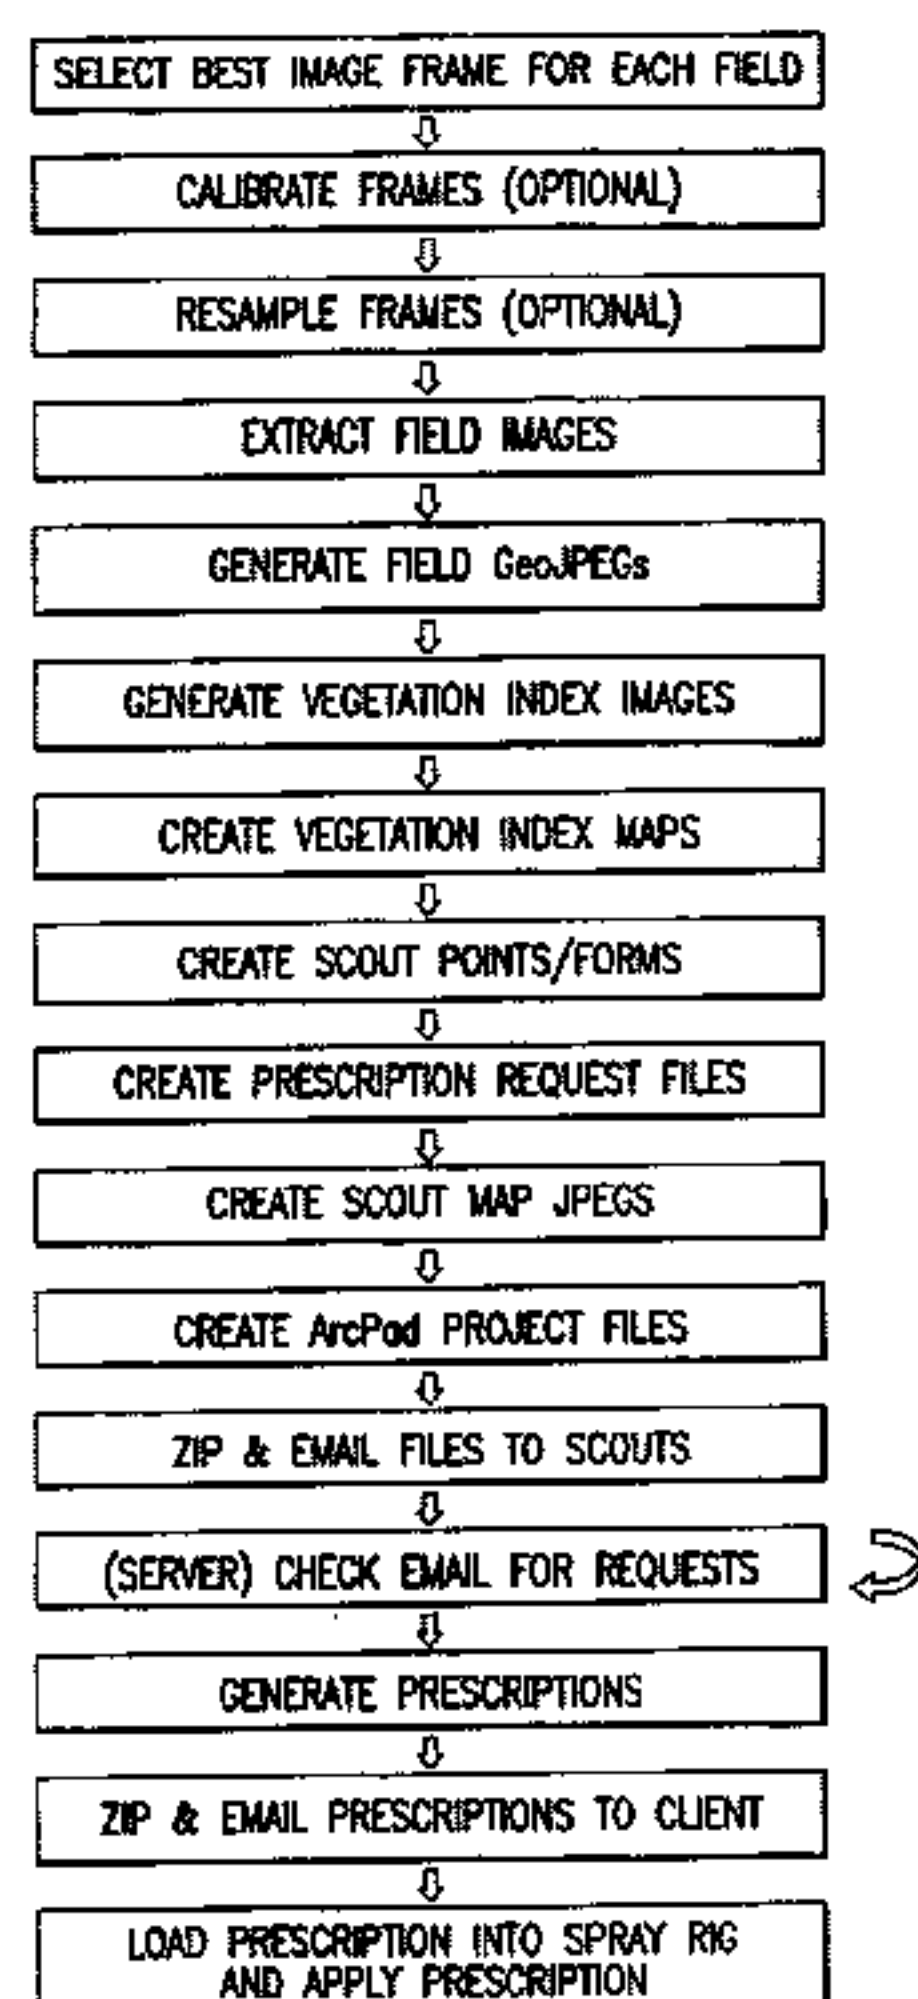 SELECT BEST IMAGE FRAME FOR EACH FIELD
CALIBRATE FRAMES (OPTIONAL)
RESAMPLE FRAMES (OPTIONAL)
EXTRACT FIELD IMAGES
GENERATE FIELD GeoJPEGs
GENERATE VEGETATION INDEX IMAGES
CREATE VEGETATION INDEX MAPS
CREATE SCOUT POINTS/FORMS
CREATE PRESCRIPTION REQUEST FILES
CREATE SCOUT MAP JPEGS
CREATE ArcPad PROJECT FILES
ZIP & EMAIL FILES TO SCOUTS
(SERVER) CHECK EMAIL FOR REQUESTS
GENERATE PRESCRIPTIONS
ZIP & EMAIL PRESCRIPTIONS TO CLIENT
LOAD PRESCRIPTION INTO SPRAY RIG
AND APPLY PRESCRIPTION